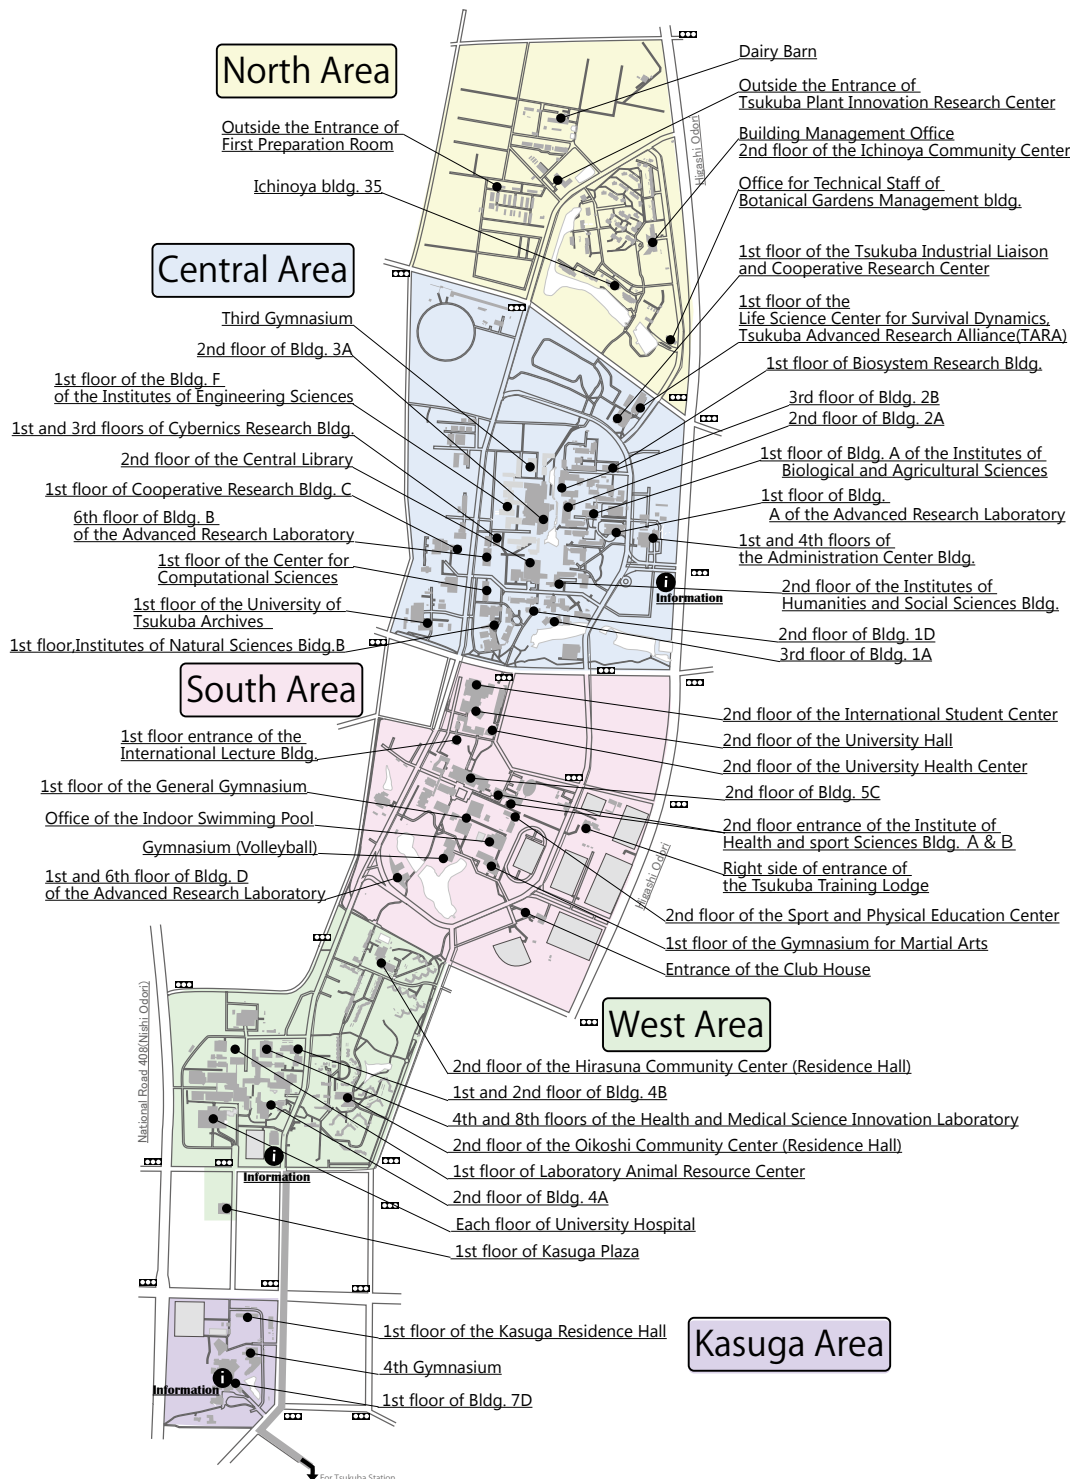 North Area
Dairy Barn
Outside the Entrance of
Tsukuba Plant Innovation Research Center
Outside the Entrance of
First Preparation Room
Building Management Office
2nd floor of the Ichinoya Community Center
Higashi Odori
Ichinoya bldg. 35
Office for Technical Staff of
Botanical Gardens Management bldg.
Central Area
1st floor of the Tsukuba Industrial Liaison
and Cooperative Research Center
1st floor of the
Life Science Center for Survival Dynamics,
Tsukuba Advanced Research Alliance(TARA)
Third Gymnasium
2nd floor of Bldg. 3A
1st floor of Biosystem Research Bldg.
1st floor of the Bldg. F
of the Institutes of Engineering Sciences
3rd floor of Bldg. 2B
2nd floor of Bldg. 2A
1st and 3rd floors of Cybernics Research Bldg.
2nd floor of the Central Library
1st floor of Bldg. A of the Institutes of
Biological and Agricultural Sciences
1st floor of Cooperative Research Bldg. C
1st floor of Bldg.
A of the Advanced Research Laboratory
6th floor of Bldg. B
of the Advanced Research Laboratory
1st and 4th floors of
the Administration Center Bldg.
1st floor of the Center for
Computational Sciences
i
Information
2nd floor of the Institutes of
Humanities and Social Sciences Bldg.
1st floor of the University of
Tsukuba Archives
2nd floor of Bldg. 1D
1st floor,Institutes of Natural Sciences Bidg.B
3rd floor of Bldg. 1A
South Area
2nd floor of the International Student Center
1st floor entrance of the
International Lecture Bldg.
2nd floor of the University Hall
2nd floor of the University Health Center
1st floor of the General Gymnasium
2nd floor of Bldg. 5C
Office of the Indoor Swimming Pool
2nd floor entrance of the Institute of
Health and sport Sciences Bldg. A & B
Gymnasium (Volleyball)
Right side of entrance of
the Tsukuba Training Lodge
1st and 6th floor of Bldg. D
of the Advanced Research Laboratory
Higashi Odori
2nd floor of the Sport and Physical Education Center
1st floor of the Gymnasium for Martial Arts
Entrance of the Club House
National Road 408(Nishi Odori)
West Area
2nd floor of the Hirasuna Community Center (Residence Hall)
1st and 2nd floor of Bldg. 4B
4th and 8th floors of the Health and Medical Science Innovation Laboratory
2nd floor of the Oikoshi Community Center (Residence Hall)
i
Information
1st floor of Laboratory Animal Resource Center
2nd floor of Bldg. 4A
Each floor of University Hospital
1st floor of Kasuga Plaza
Kasuga Area
1st floor of the Kasuga Residence Hall
4th Gymnasium
i
Information
1st floor of Bldg. 7D
For Tsukuba Station